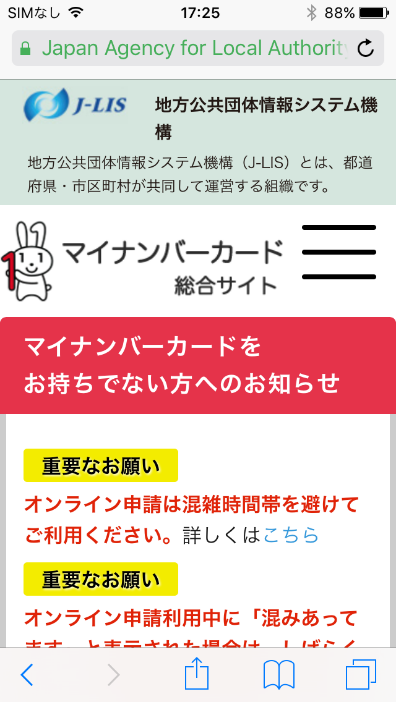 SIMなし 17:25 88%
Japan Agency for Local Authority
J-LIS
地方公共団体情報システム機
構
地方公共団体情報システム機構（J-LIS）とは、都道
府県・市区町村が共同して運営する組織です。
1
マイナンバーカード
総合サイト
マイナンバーカードを
お持ちでない方へのお知らせ
重要なお願い
オンライン申請は混雑時間帯を避けて
ご利用ください。詳しくはこちら
重要なお願い
オンライン申請利用中に「混みあって
ます」と表示された場合は、しばらく